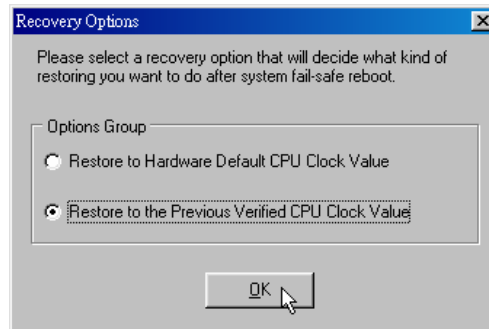 Recovery Options
Please select a recovery option that will decide what kind of
restoring you want to do after system fail-safe reboot.
Options Group
Restore to Hardware Default CPU Clock Value
Restore to the Previous Verified CPU Clock Value
OK